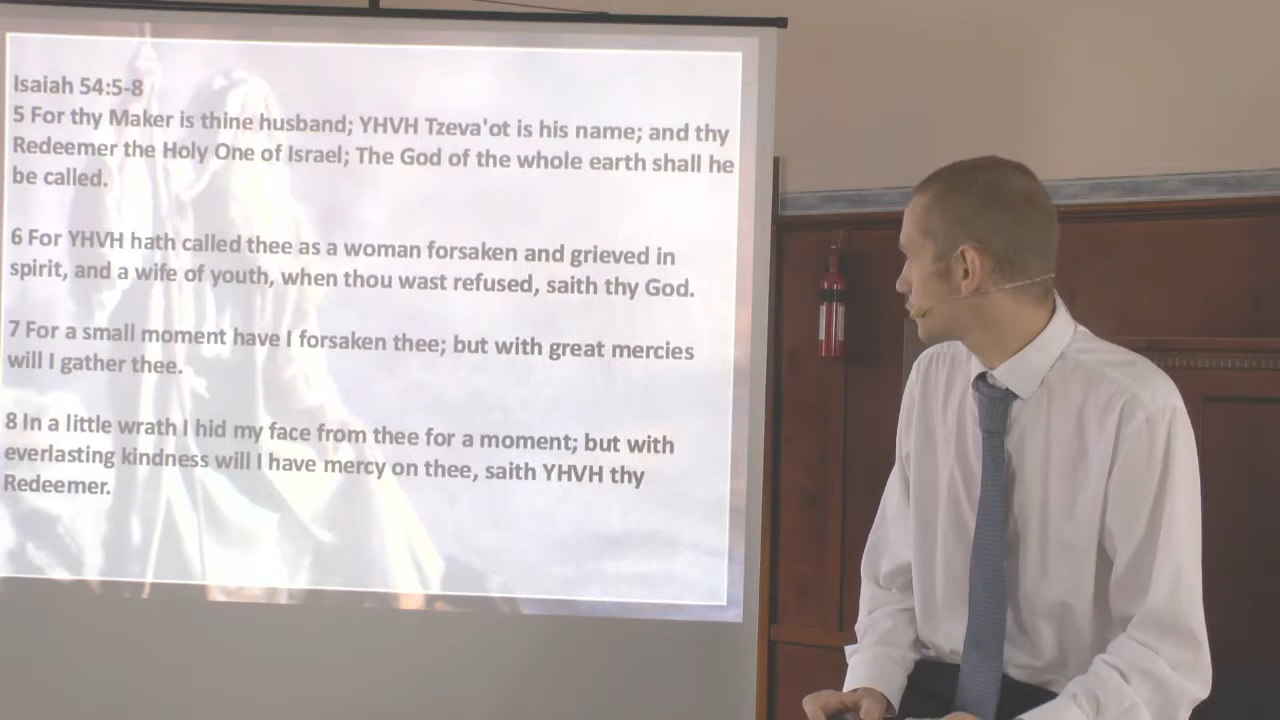 Isaiah 54:5-8
5 For thy Maker is thine husband; YHVH Tzeva'ot is his name; and thy
Redeemer the Holy One of Israel; The God of the whole earth shall he
be called.
6 For YHVH hath called thee as a woman forsaken and grieved in
spirit, and a wife of youth, when thou wast refused, saith thy God.
7 For a small moment have I forsaken thee; but with great mercies
will I gather thee.
8 In a little wrath I hid my face from thee for a moment; but with
everlasting kindness will I have mercy on thee, saith YHVH thy
Redeemer.